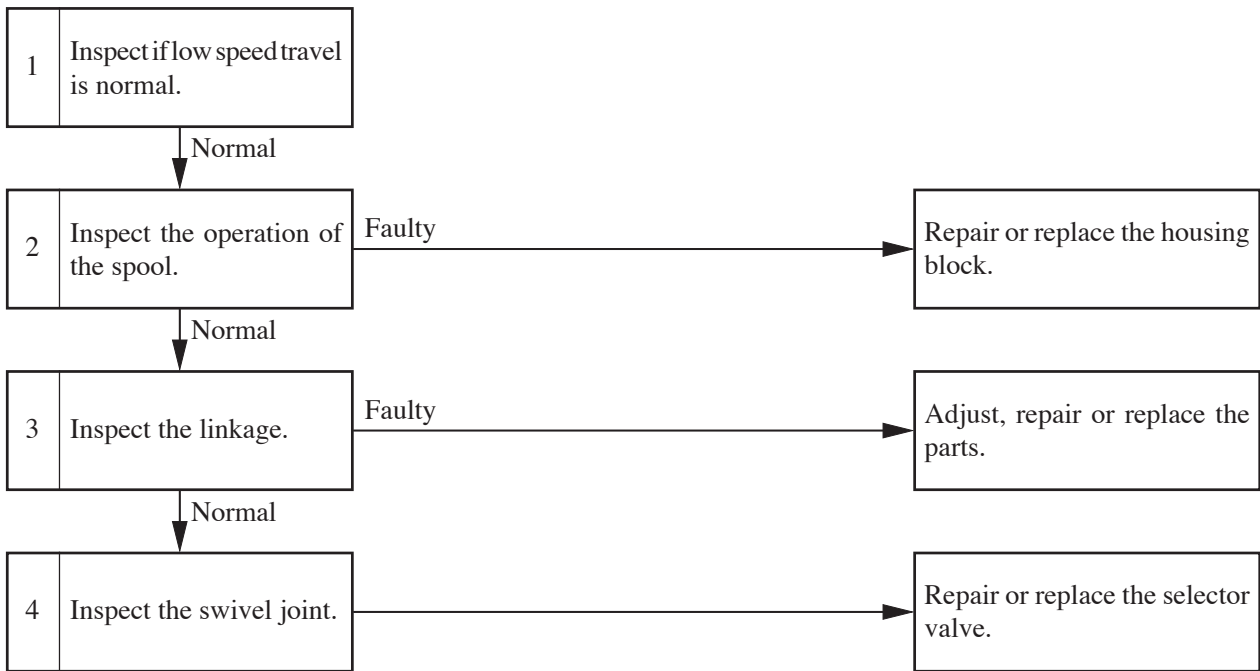 1
Inspect if low speed travel
is normal.
Normal
2
Inspect the operation of
the spool.
Faulty
Repair or replace the housing
block.
Normal
3
Inspect the linkage.
Faulty
Adjust, repair or replace the
parts.
Normal
4
Inspect the swivel joint.
Repair or replace the selector
valve.